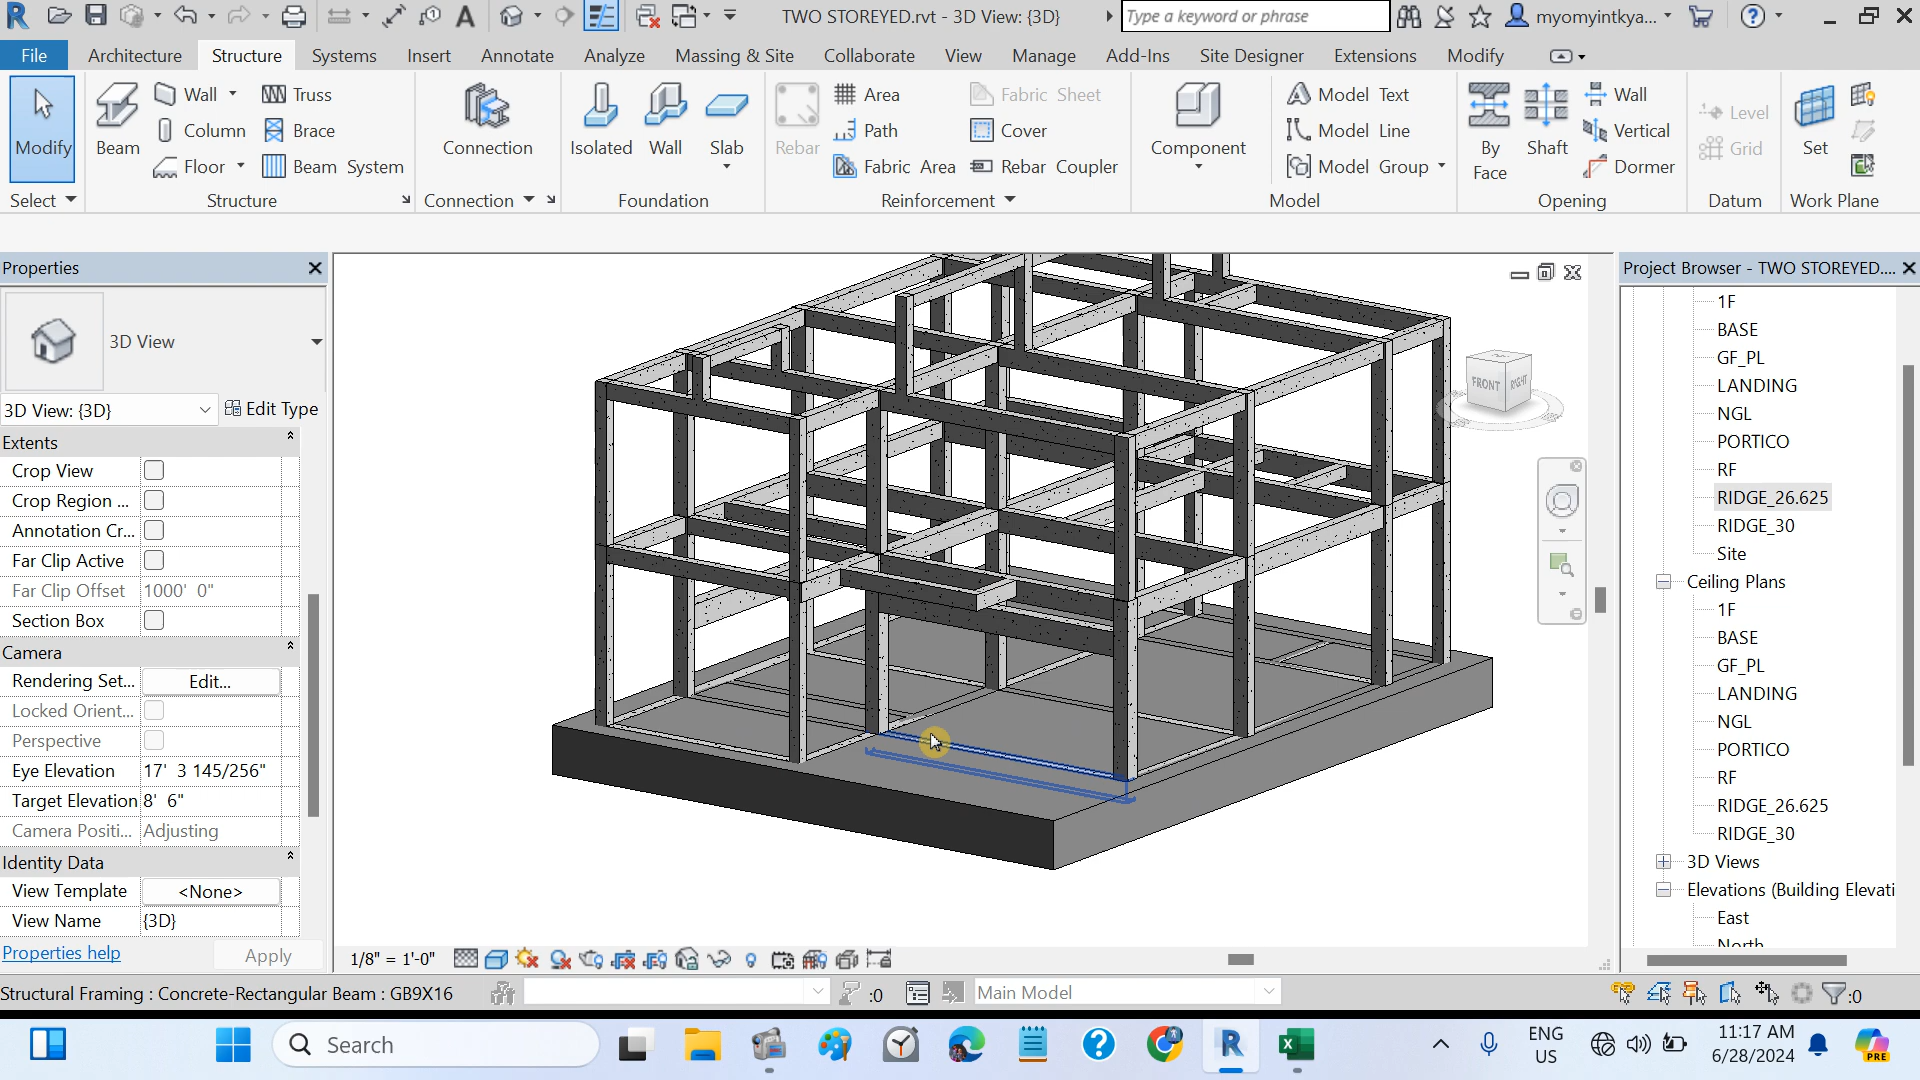 TWO STOREYED.rvt - 3D View: {3D}
Type a keyword or phrase
myomyintkya...
File Architecture Structure Systems Insert Annotate Analyze Massing & Site Collaborate View Manage Add-Ins Site Designer Extensions Modify
Modify
Select
Beam
Wall
Column
Floor
Truss
Brace
Beam System
Structure
Connection
Connection
Isolated
Wall
Slab
Foundation
Rebar
Area
Path
Fabric Area
Fabric Sheet
Cover
Rebar Coupler
Reinforcement
Component
Model Text
Model Line
Model Group
Model
By
Face
Shaft
Wall
Vertical
Dormer
Opening
Level
Grid
Datum
Set
Work Plane
Properties
3D View
3D View: {3D}
Edit Type
Extents
Crop View
Crop Region ...
Annotation Cr...
Far Clip Active
Far Clip Offset 1000' 0"
Section Box
Camera
Rendering Set... Edit...
Locked Orient...
Perspective
Eye Elevation 17' 3 145/256"
Target Elevation 8' 6"
Camera Positi... Adjusting
Identity Data
View Template <None>
View Name {3D}
Properties help
Apply
FRONT
RIGHT
1/8" = 1'-0"
Project Browser - TWO STOREYED....
1F
BASE
GF_PL
LANDING
NGL
PORTICO
RF
RIDGE_26.625
RIDGE_30
Site
Ceiling Plans
1F
BASE
GF_PL
LANDING
NGL
PORTICO
RF
RIDGE_26.625
RIDGE_30
3D Views
Elevations (Building Elevati
East
North
Structural Framing : Concrete-Rectangular Beam : GB9X16
:0
Main Model
:0
Search
ENG
US
11:17 AM
6/28/2024
PRE